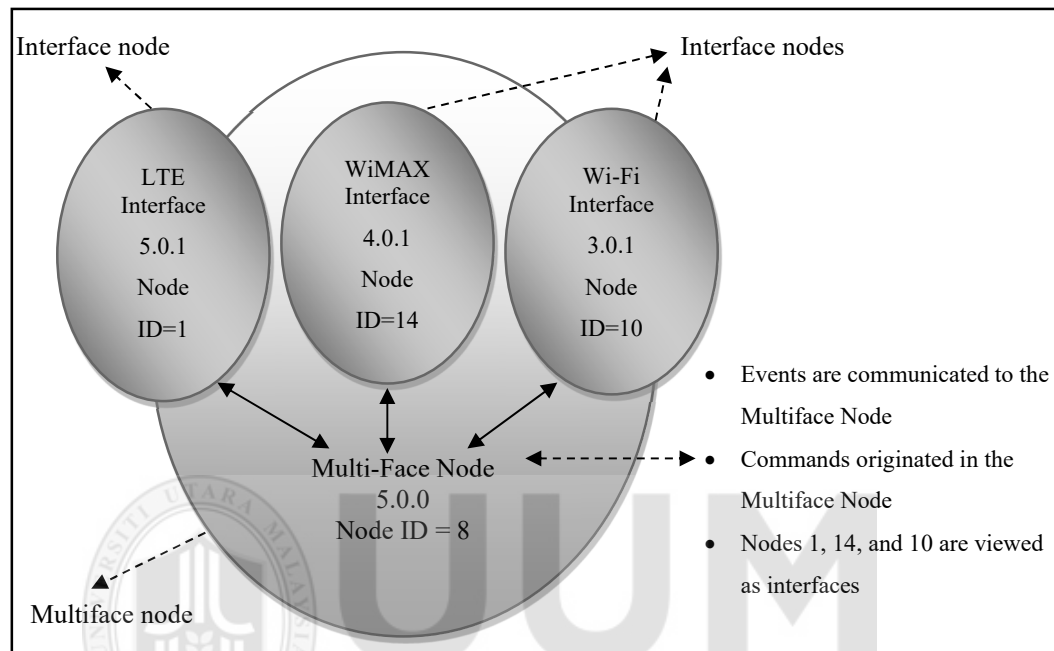 Interface node
Interface nodes
LTE
Interface
5.0.1
Node
ID=1
WiMAX
Interface
4.0.1
Node
ID=14
Wi-Fi
Interface
3.0.1
Node
ID=10
Multi-Face Node
5.0.0
Node ID = 8
Multiface node
• Events are communicated to the
Multiface Node
• Commands originated in the
Multiface Node
• Nodes 1, 14, and 10 are viewed
as interfaces
UUM
UNIVERSITI UTARA MALAYSIA